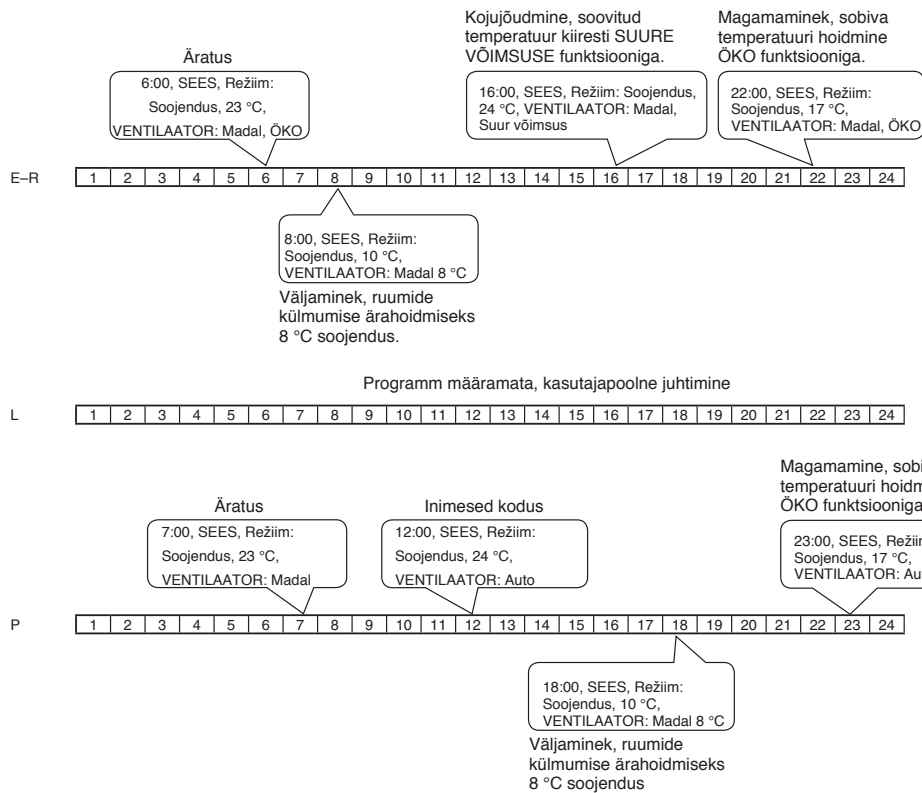 Kojujõudmine, soovitud
temperatuur kiiresti SUURE
VÕIMSUSE funktsiooniga.
Magamaminek, sobiva
temperatuuri hoidmine
ÖKO funktsiooniga.
Äratus
6:00, SEES, Režiim:
Soojendus, 23 °C,
VENTILAATOR: Madal, ÖKO
16:00, SEES, Režiim: Soojendus,
24 °C, VENTILAATOR: Madal,
Suur võimsus
22:00, SEES, Režiim:
Soojendus, 17 °C,
VENTILAATOR: Madal, ÖKO
E–R 1 2 3 4 5 6 7 8 9 10 11 12 13 14 15 16 17 18 19 20 21 22 23 24
8:00, SEES, Režiim:
Soojendus, 10 °C,
VENTILAATOR: Madal 8 °C
Väljaminek, ruumide
külmumise ärahoidmiseks
8 °C soojendus.
Programm määramata, kasutajapoolne juhtimine
L 1 2 3 4 5 6 7 8 9 10 11 12 13 14 15 16 17 18 19 20 21 22 23 24
Äratus
7:00, SEES, Režiim:
Soojendus, 23 °C,
VENTILAATOR: Madal
Inimesed kodus
12:00, SEES, Režiim:
Soojendus, 24 °C,
VENTILAATOR: Auto
Magamamine,
temperatuuri
ÖKO funktsiooniga
23:00, SEES,
Soojendus, 17 °C,
VENTILAATOR:
P 1 2 3 4 5 6 7 8 9 10 11 12 13 14 15 16 17 18 19 20 21 22 23 24
18:00, SEES, Režiim:
Soojendus, 10 °C,
VENTILAATOR: Madal 8 °C
Väljaminek, ruumide
külmumise ärahoidmiseks
8 °C soojendus